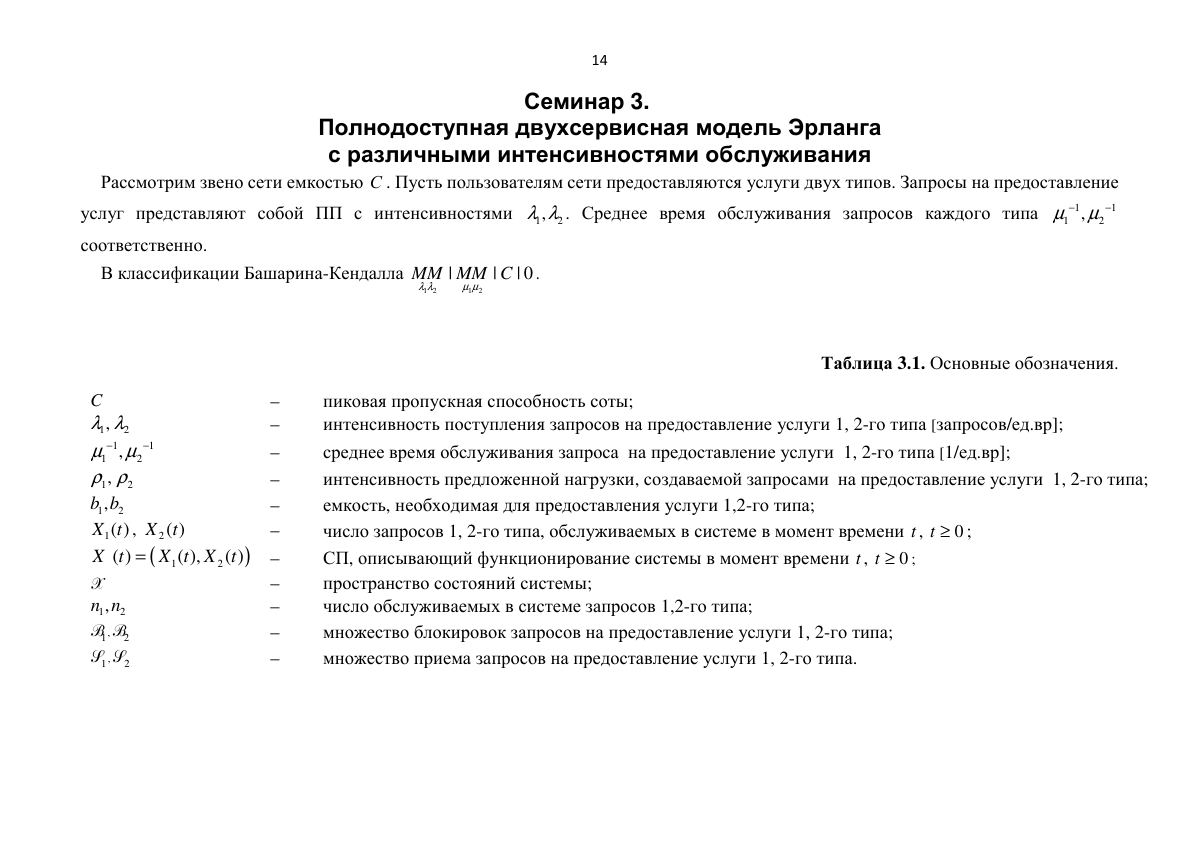 14
Семинар 3.
Полнодоступная двухсервисная модель Эрланга
с различными интенсивностями обслуживания
Рассмотрим звено сети емкостью C . Пусть пользователям сети предоставляются услуги двух типов. Запросы на предоставление
услуг представляют собой ПП с интенсивностями λ₁, λ₂ . Среднее время обслуживания запросов каждого типа μ₁⁻¹, μ₂⁻¹
соответственно.
В классификации Башарина-Кендалла MM | MM | C | 0 .
λ₁λ₂ μ₁μ₂
Таблица 3.1. Основные обозначения.
C – пиковая пропускная способность соты;
λ₁, λ₂ – интенсивность поступления запросов на предоставление услуги 1, 2-го типа [запросов/ед.вр];
μ₁⁻¹, μ₂⁻¹ – среднее время обслуживания запроса на предоставление услуги 1, 2-го типа [1/ед.вр];
ρ₁, ρ₂ – интенсивность предложенной нагрузки, создаваемой запросами на предоставление услуги 1, 2-го типа;
b₁, b₂ – емкость, необходимая для предоставления услуги 1,2-го типа;
X₁(t) , X₂(t) – число запросов 1, 2-го типа, обслуживаемых в системе в момент времени t , t ≥ 0 ;
X (t) = (X₁(t), X₂(t)) – СП, описывающий функционирование системы в момент времени t , t ≥ 0 ;
𝒳 – пространство состояний системы;
n₁, n₂ – число обслуживаемых в системе запросов 1,2-го типа;
ℬ₁, ℬ₂ – множество блокировок запросов на предоставление услуги 1, 2-го типа;
𝒮₁, 𝒮₂ – множество приема запросов на предоставление услуги 1, 2-го типа.